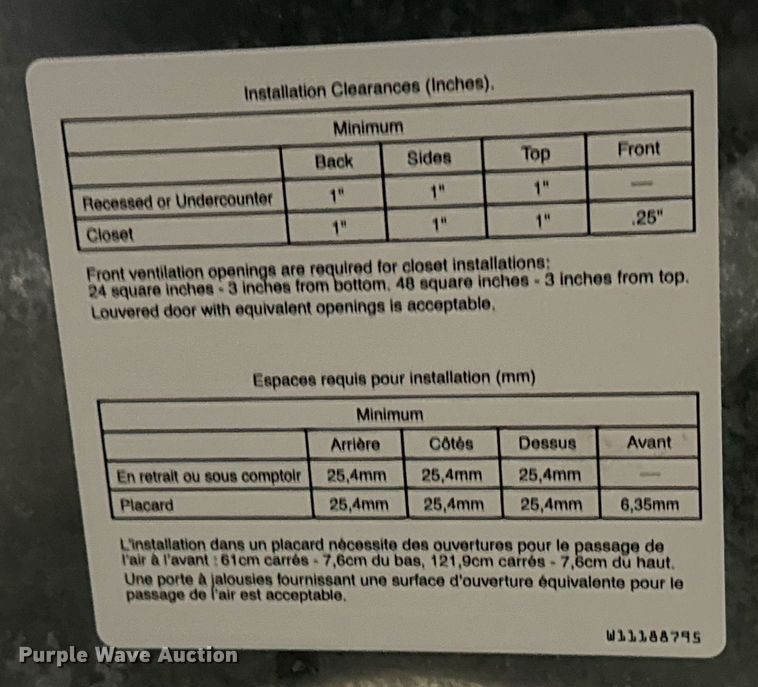 Installation Clearances (Inches).
Minimum
Back Sides Top Front
Recessed or Undercounter 1" 1" 1" —
Closet 1" 1" 1" .25"
Front ventilation openings are required for closet installations;
24 square inches - 3 inches from bottom. 48 square inches - 3 inches from top.
Louvered door with equivalent openings is acceptable.
Espaces requis pour installation (mm)
Minimum
Arrière Côtés Dessus Avant
En retrait ou sous comptoir 25,4mm 25,4mm 25,4mm —
Placard 25,4mm 25,4mm 25,4mm 6,35mm
L'installation dans un placard nécessite des ouvertures pour le passage de
l'air à l'avant : 61cm carrés - 7,6cm du bas, 121,9cm carrés - 7,6cm du haut.
Une porte à jalousies fournissant une surface d'ouverture équivalente pour le
passage de l'air est acceptable.
W11188795
Purple Wave Auction